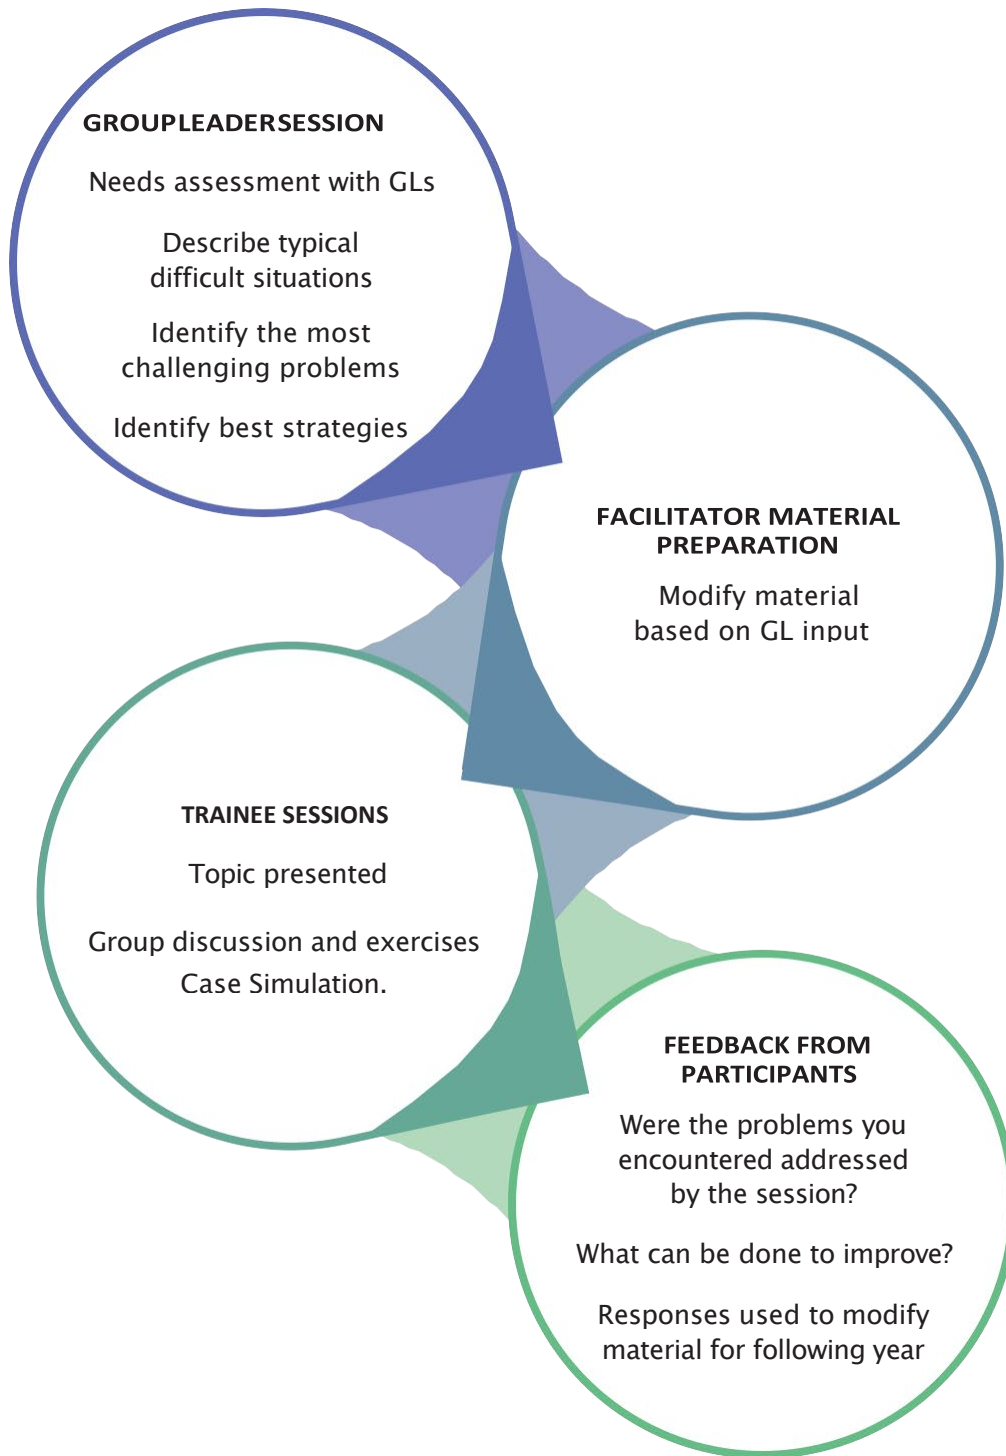 GROUPLEADERSESSION
Needs assessment with GLs
Describe typical
difficult situations
Identify the most
challenging problems
Identify best strategies
FACILITATOR MATERIAL
PREPARATION
Modify material
based on GL input
TRAINEE SESSIONS
Topic presented
Group discussion and exercises
Case Simulation.
FEEDBACK FROM
PARTICIPANTS
Were the problems you
encountered addressed
by the session?
What can be done to improve?
Responses used to modify
material for following year